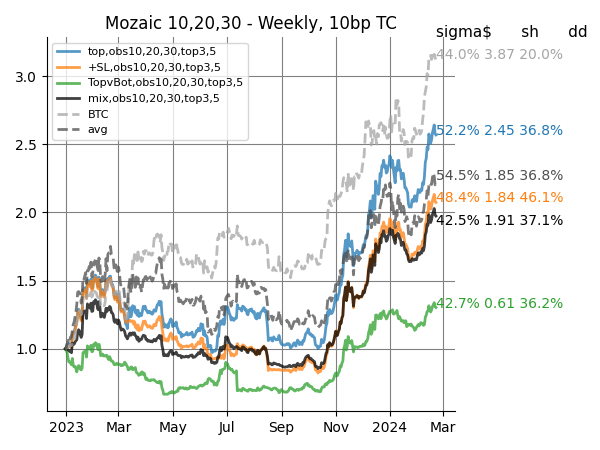 Mozaic 10,20,30 - Weekly, 10bp TC
sigma$ sh dd
top,obs10,20,30,top3,5
+SL,obs10,20,30,top3,5
TopvBot,obs10,20,30,top3,5
mix,obs10,20,30,top3,5
BTC
avg
44.0% 3.87 20.0%
52.2% 2.45 36.8%
54.5% 1.85 36.8%
48.4% 1.84 46.1%
42.5% 1.91 37.1%
42.7% 0.61 36.2%
3.0
2.5
2.0
1.5
1.0
2023 Mar May Jul Sep Nov 2024 Mar